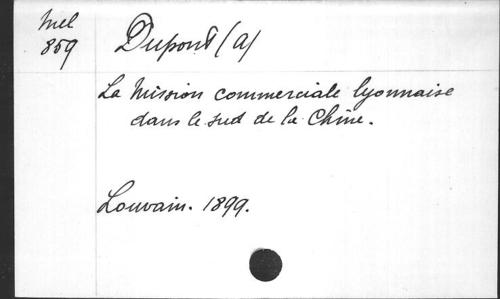 Mel
859
Dupont (A)
La Mission commerciale lyonnaise
dans le sud de la Chine.
Louvain. 1899.